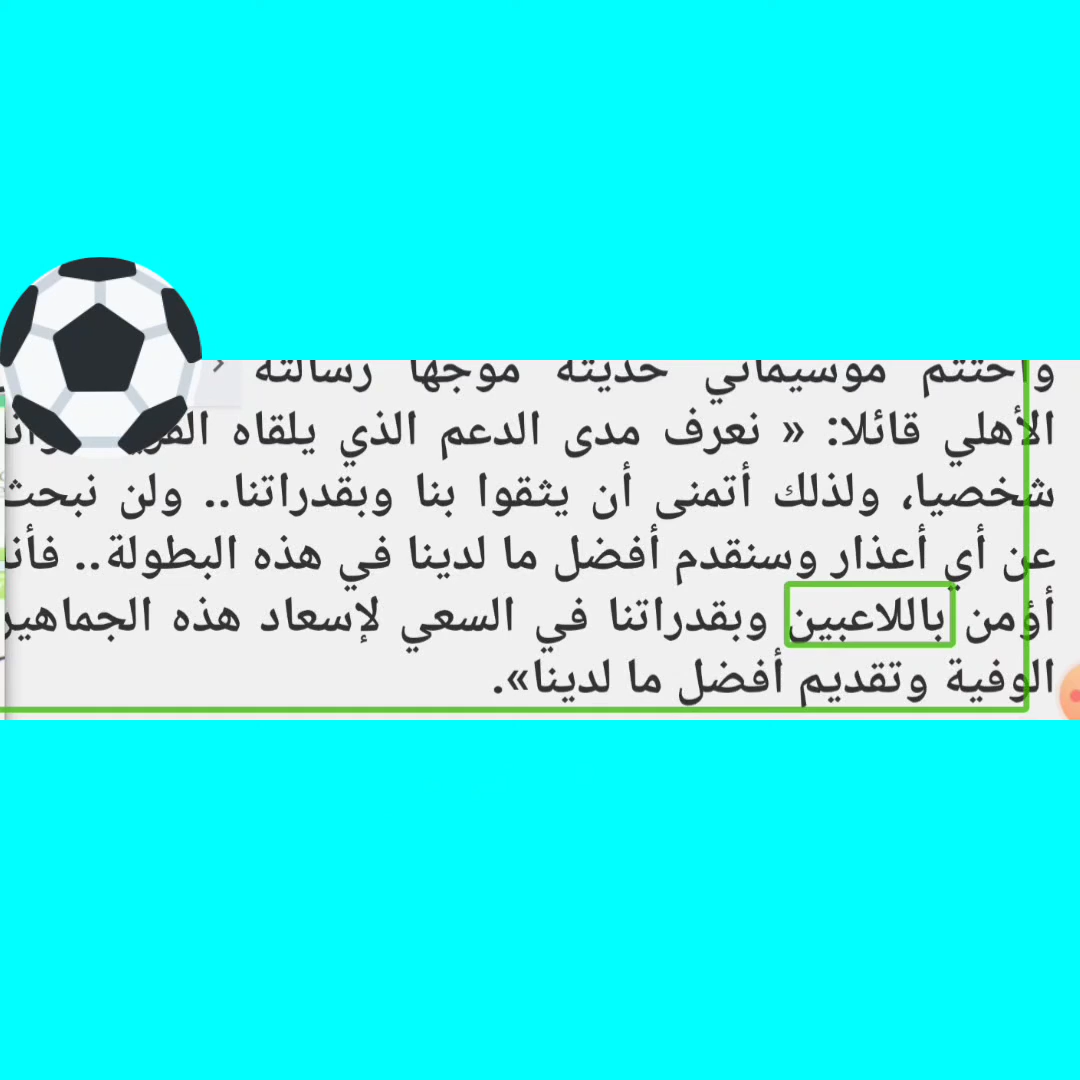 واختتم موسيماني حديثه موجها رسالته
الأهلي قائلا: « نعرف مدى الدعم الذي يلقاه
شخصيا، ولذلك أتمنى أن يثقوا بنا وبقدراتنا.. ولن نبحث
عن أي أعذار وسنقدم أفضل ما لدينا في هذه البطولة..
أؤمن باللاعبين وبقدراتنا في السعي لإسعاد هذه الجماهير
الوفية وتقديم أفضل ما لدينا».